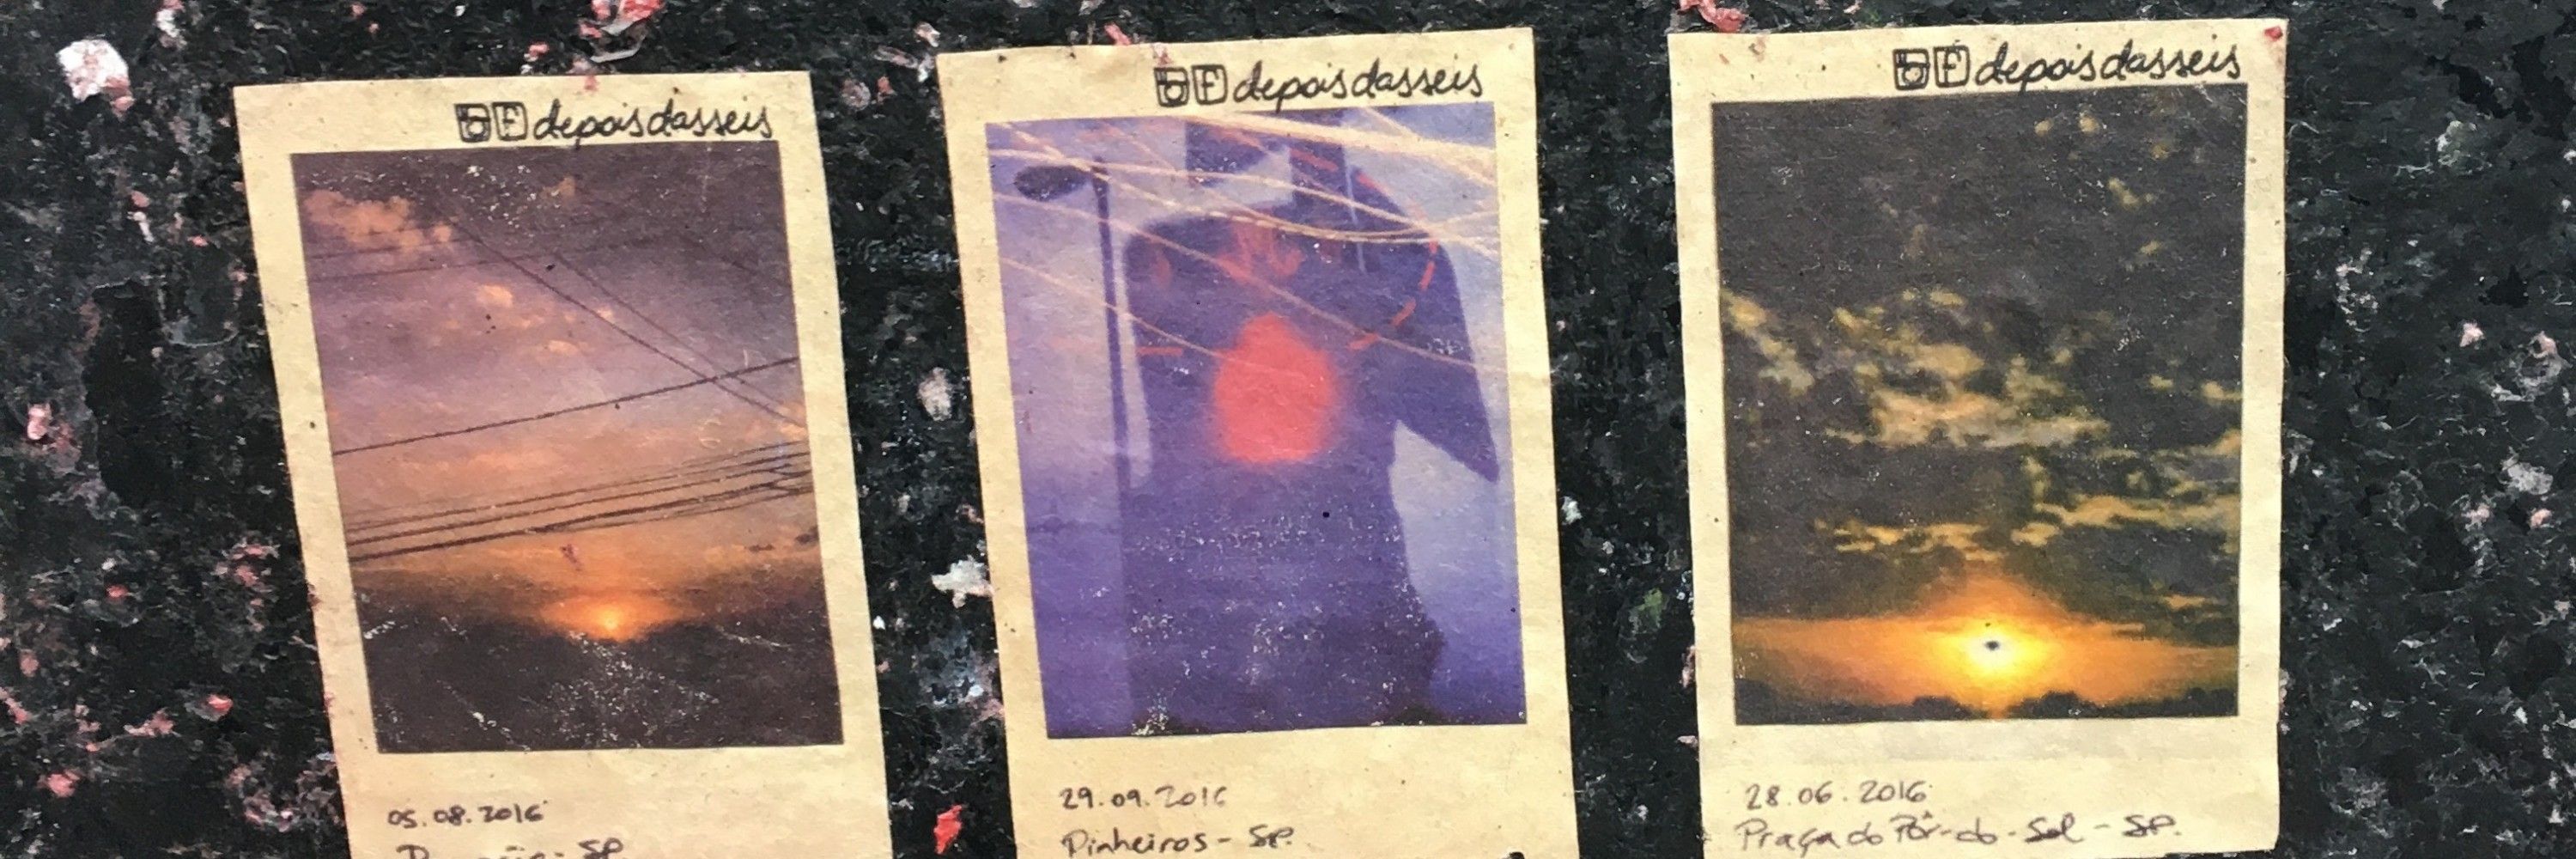 depoisdasseis
05.08.2016
SP
depoisdasseis
29.09.2016
Pinheiros - SP.
depoisdasseis
28.06.2016
Praça do Pôr-do-Sol - SP.